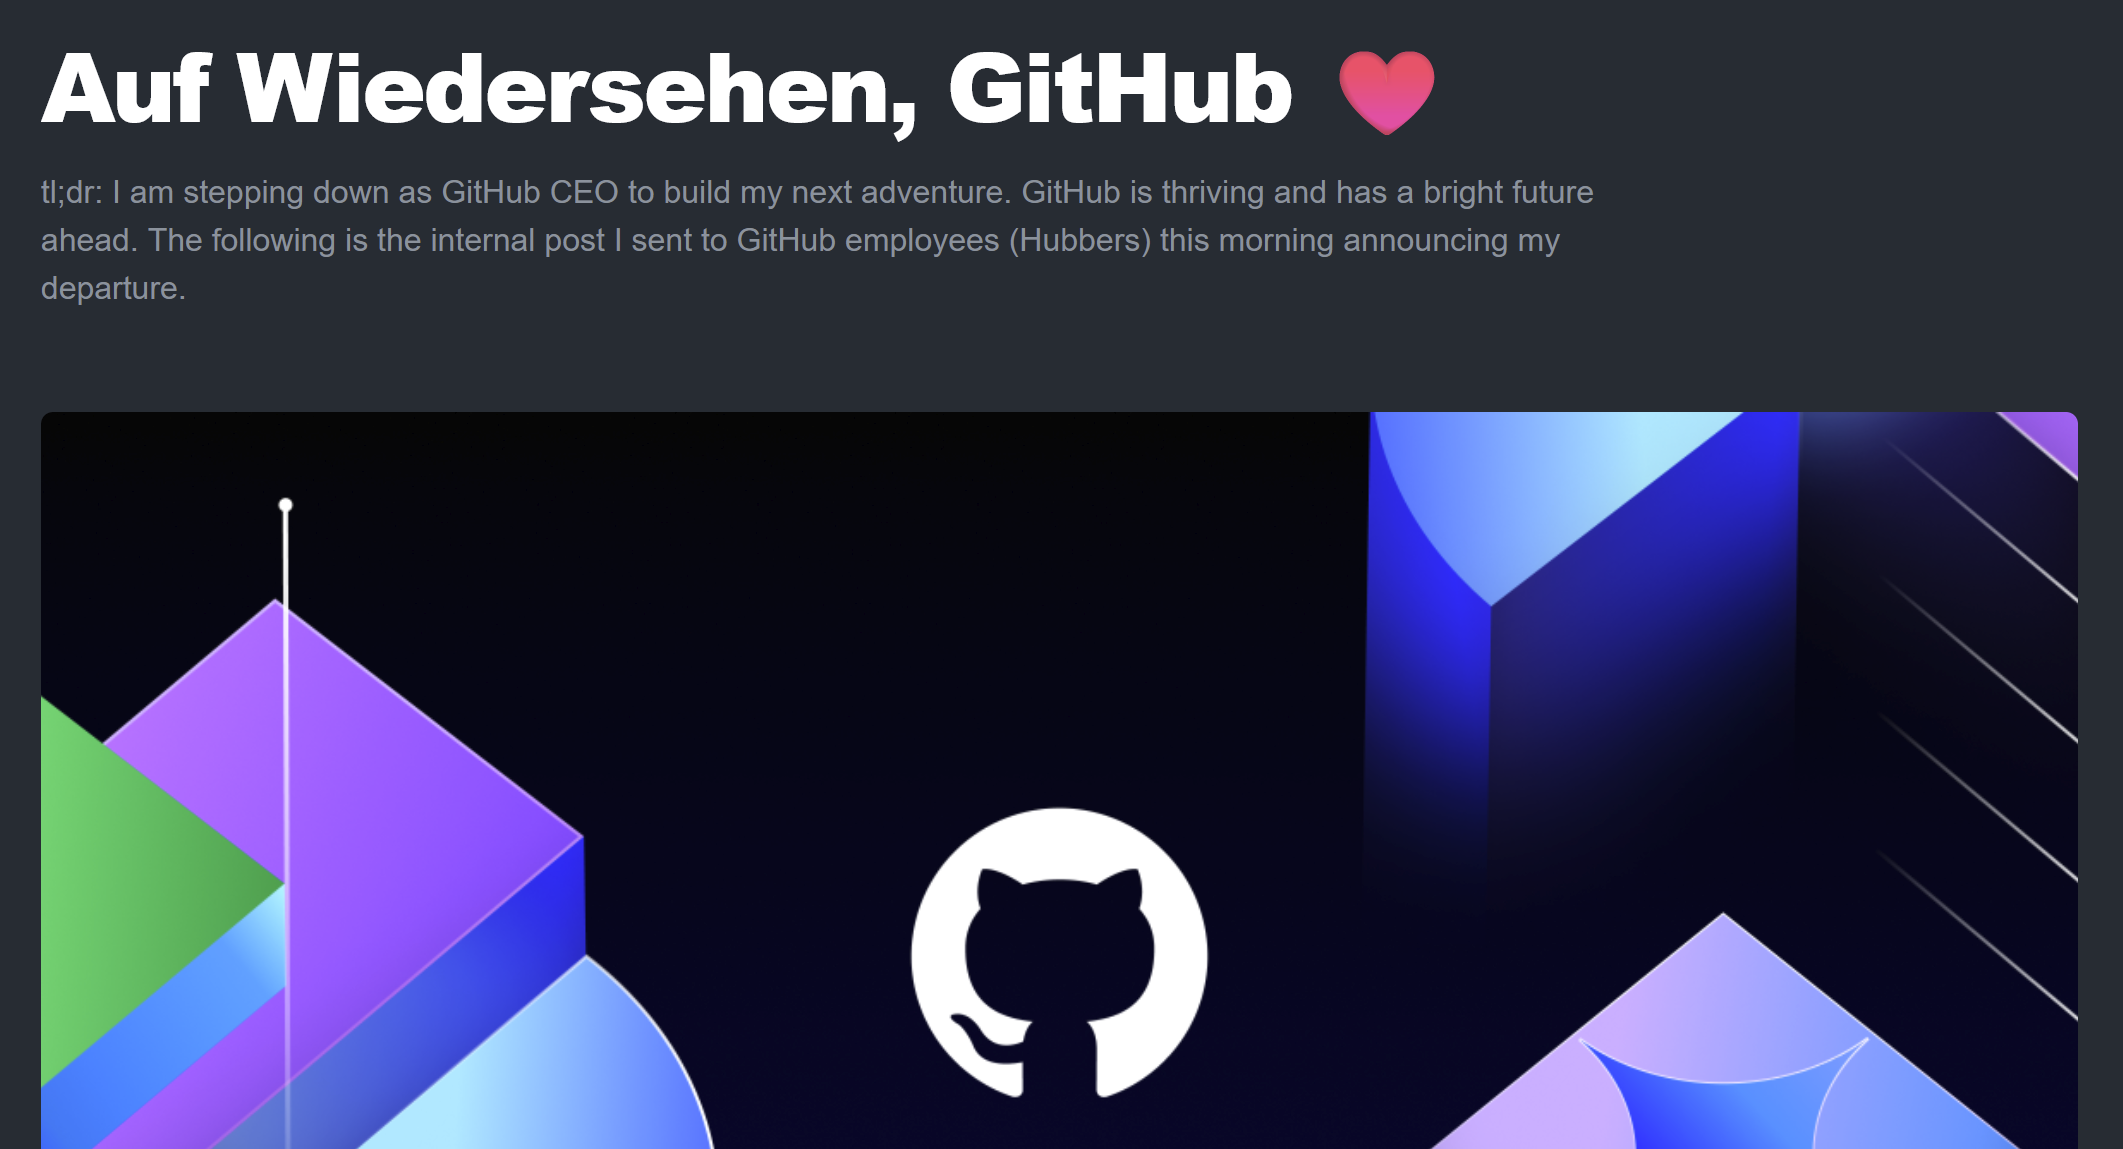 Auf Wiedersehen, GitHub ❤️
tl;dr: I am stepping down as GitHub CEO to build my next adventure. GitHub is thriving and has a bright future
ahead. The following is the internal post I sent to GitHub employees (Hubbers) this morning announcing my
departure.